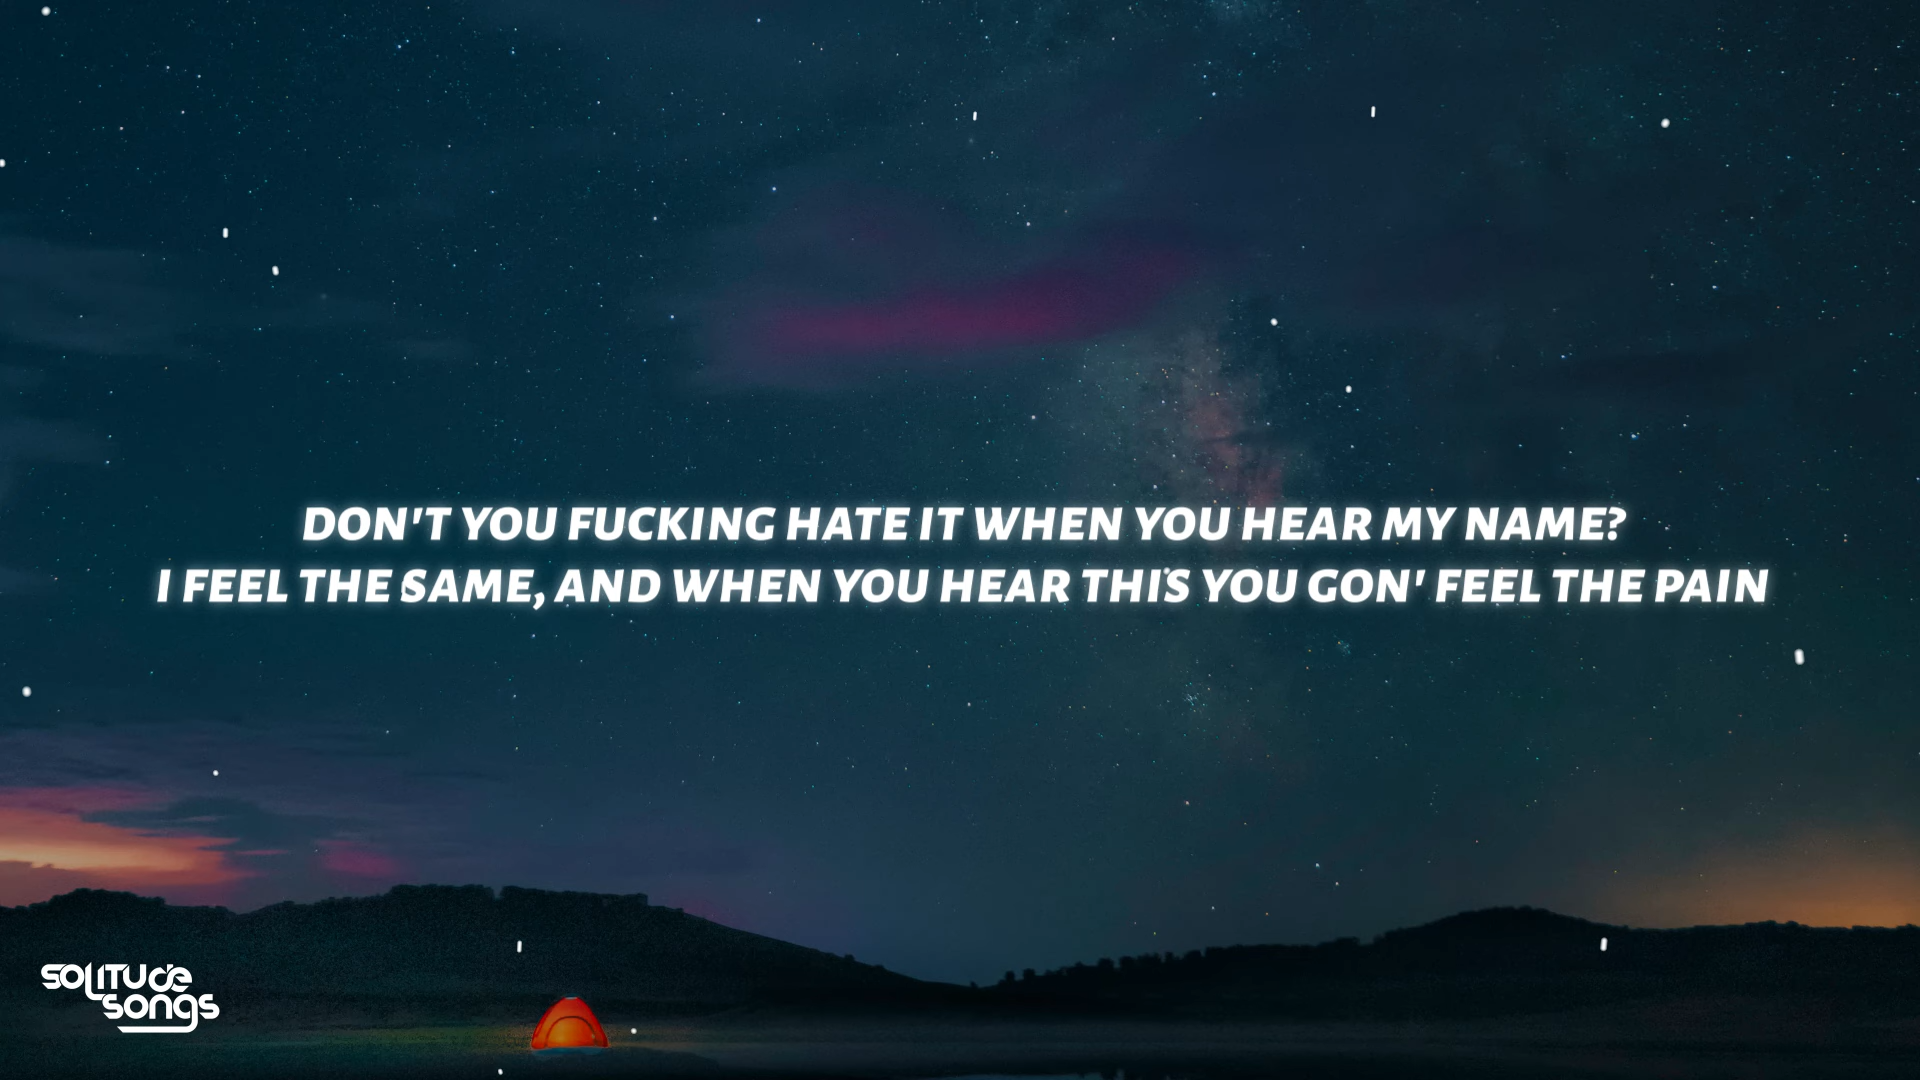 DON'T YOU FUCKING HATE IT WHEN YOU HEAR MY NAME?
I FEEL THE SAME, AND WHEN YOU HEAR THIS YOU GON' FEEL THE PAIN
SOLITUDE
SONGS